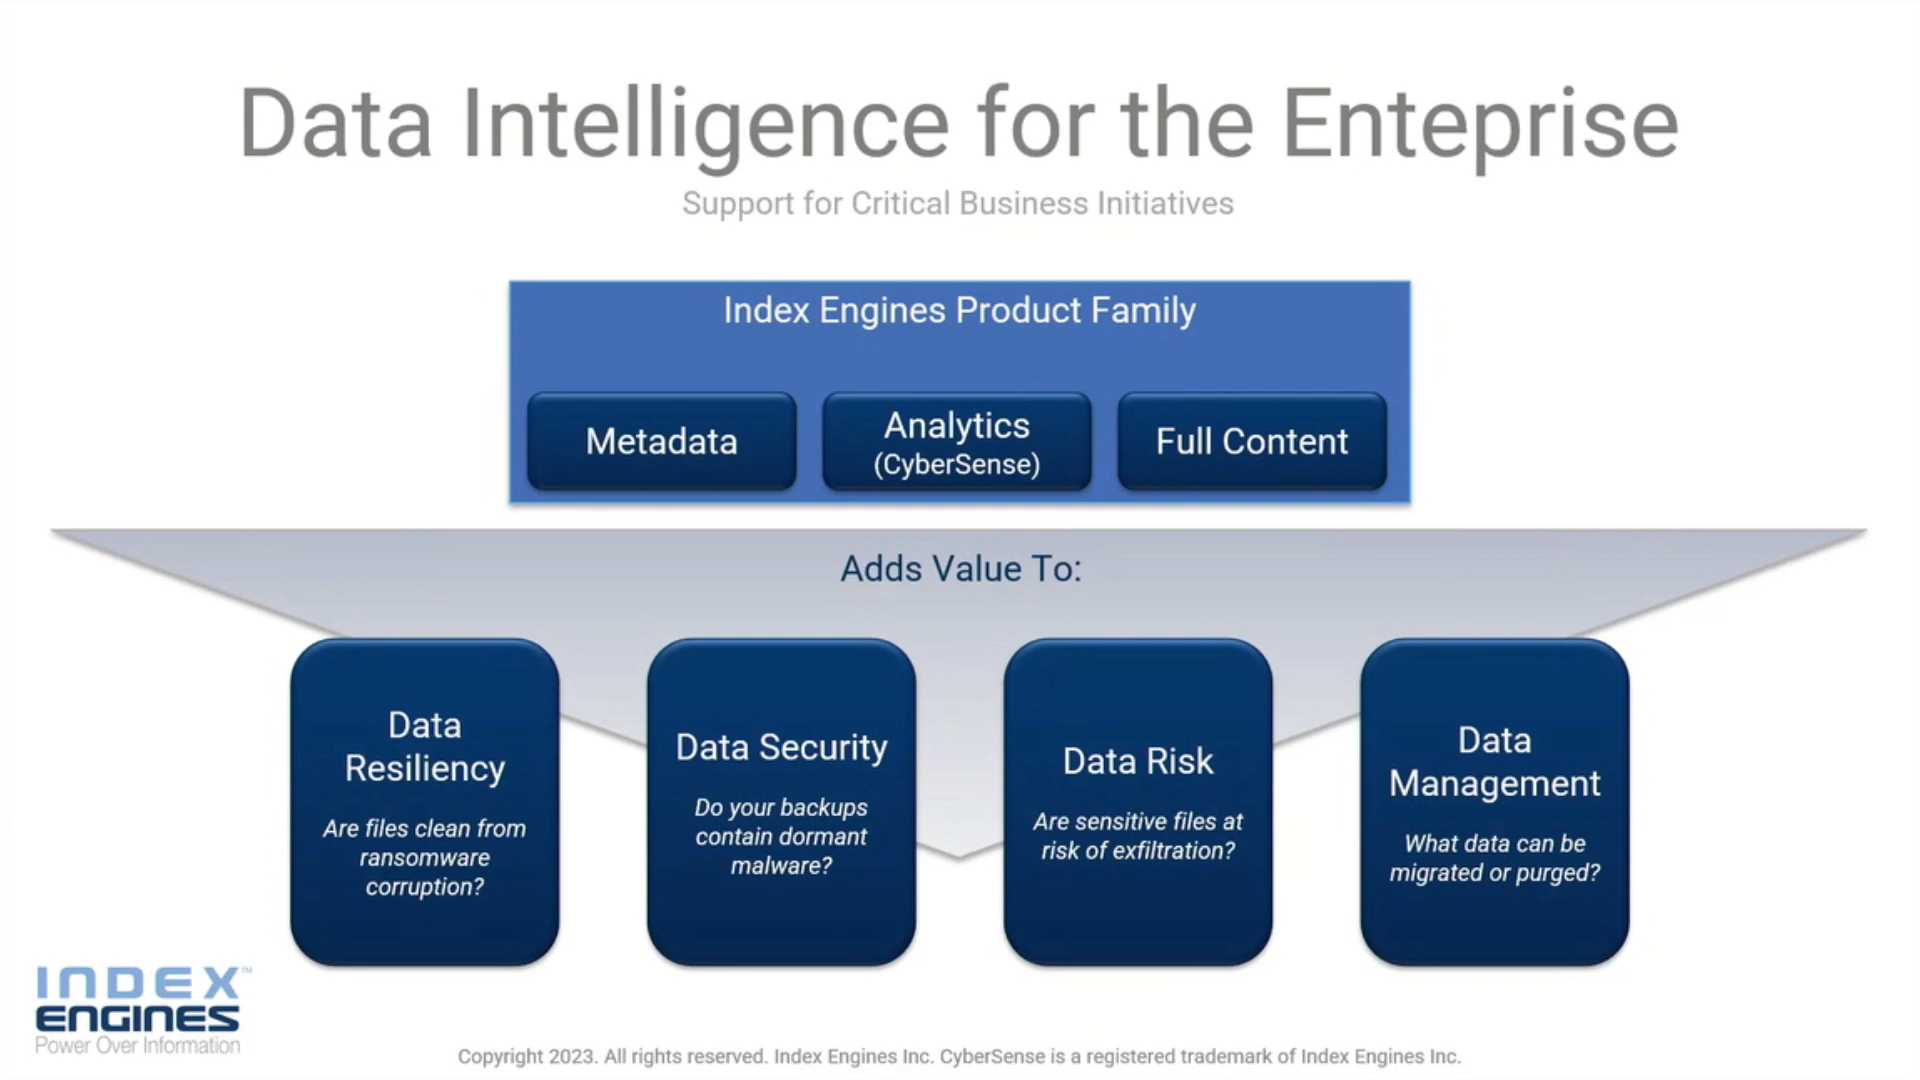 Data Intelligence for the Enteprise
Support for Critical Business Initiatives
Index Engines Product Family
Metadata
Analytics
(CyberSense)
Full Content
Adds Value To:
Data
Resiliency
Are files clean from
ransomware
corruption?
Data Security
Do your backups
contain dormant
malware?
Data Risk
Are sensitive files at
risk of exfiltration?
Data
Management
What data can be
migrated or purged?
INDEX™
ENGINES
Power Over Information
Copyright 2023. All rights reserved. Index Engines Inc. CyberSense is a registered trademark of Index Engines Inc.